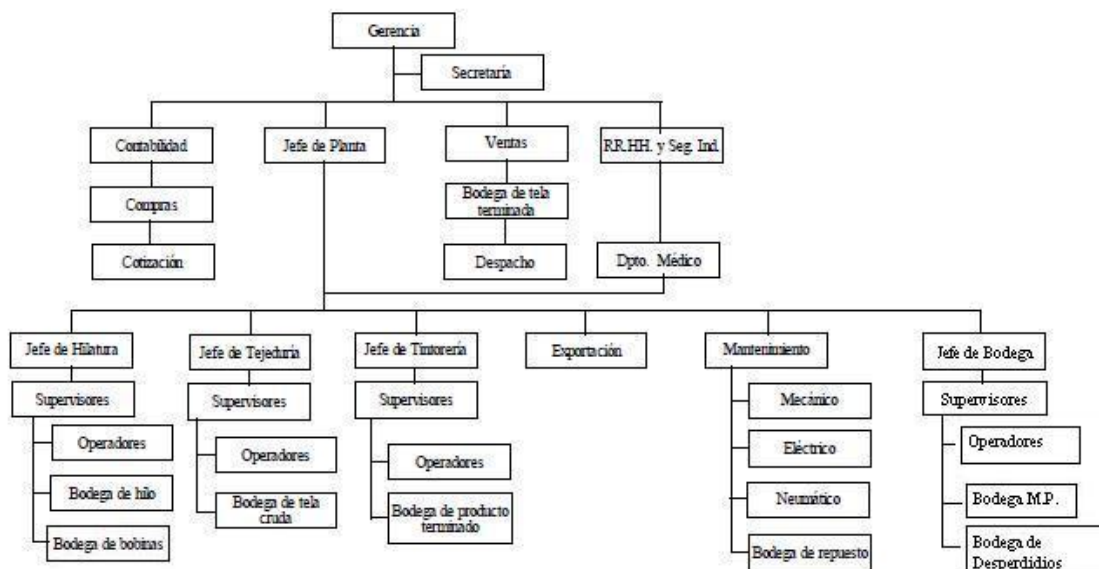 Gerencia
Secretaría
Contabilidad
Jefe de Planta
Ventas
RR.HH. y Seg. Ind.
Compras
Bodega de tela
terminada
Cotización
Despacho
Dpto. Médico
Jefe de Hilatura
Jefe de Tejeduría
Jefe de Tintorería
Exportación
Mantenimiento
Jefe de Bodega
Supervisores
Supervisores
Supervisores
Supervisores
Operadores
Bodega de hilo
Bodega de bobinas
Operadores
Bodega de tela
cruda
Operadores
Bodega de producto
terminado
Mecánico
Eléctrico
Neumático
Bodega de repuesto
Operadores
Bodega M.P.
Bodega de
Desperdidios